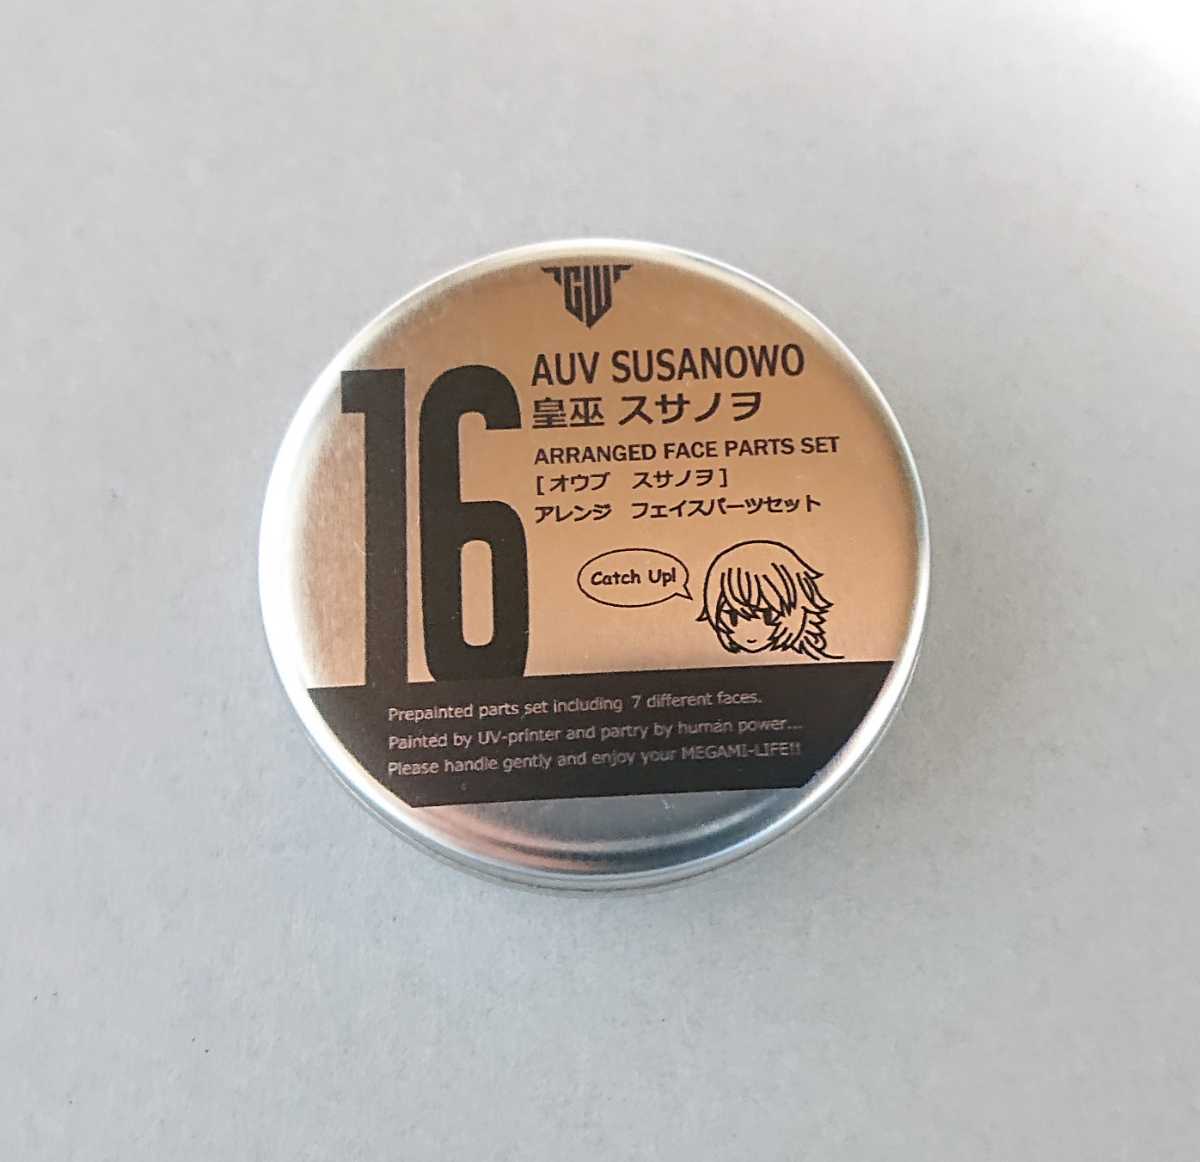 GW
16
AUV SUSANOWO
皇巫 スサノヲ
ARRANGED FACE PARTS SET
[オウブ　スサノヲ]
アレンジ　フェイスパーツセット
Catch Up!
Prepainted parts set including 7 different faces.
Painted by UV-printer and partry by human power...
Please handle gently and enjoy your MEGAMI-LIFE!!